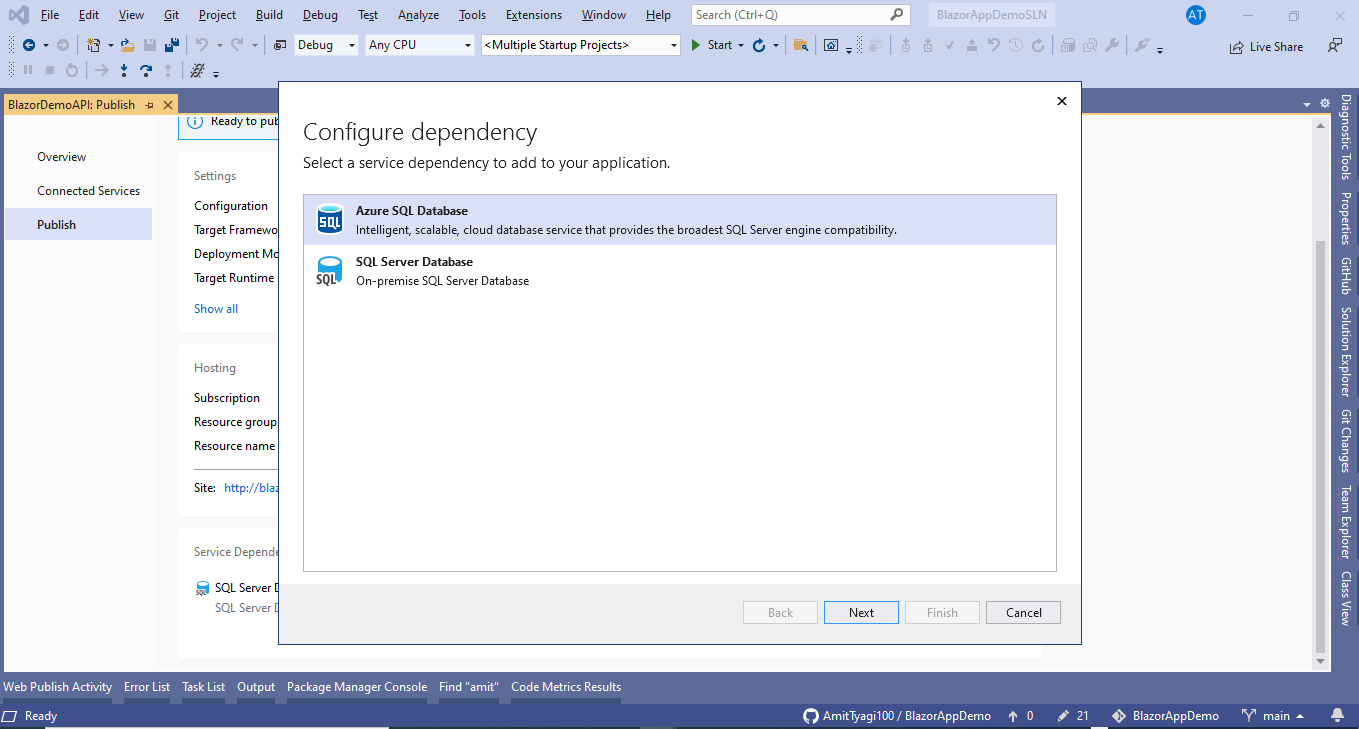 File Edit View Git Project Build Debug Test Analyze Tools Extensions Window Help Search (Ctrl+Q) BlazorAppDemoSLN AT
Debug Any CPU <Multiple Startup Projects> Start Live Share
BlazorDemoAPI: Publish
Overview
Connected Services
Publish
Ready to pub
Settings
Configuration
Target Framewo
Deployment Mo
Target Runtime
Show all
Hosting
Subscription
Resource group
Resource name
Site: http://blaz
Service Depende
SQL SQL Server D
SQL Server D
Configure dependency
Select a service dependency to add to your application.
SQL
Azure SQL Database
Intelligent, scalable, cloud database service that provides the broadest SQL Server engine compatibility.
SQL
SQL Server Database
On-premise SQL Server Database
Back Next Finish Cancel
Diagnostic Tools
Properties
GitHub
Solution Explorer
Git Changes
Team Explorer
Class View
Web Publish Activity Error List Task List Output Package Manager Console Find "amit" Code Metrics Results
Ready AmitTyagi100 / BlazorAppDemo 0 21 BlazorAppDemo main